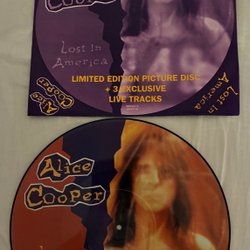 Cooper
Lost In
America
Lost In
America
Alice
Cooper
LIMITED EDITION PICTURE DISC
+ 3 EXCLUSIVE
LIVE TRACKS
Alice
Cooper